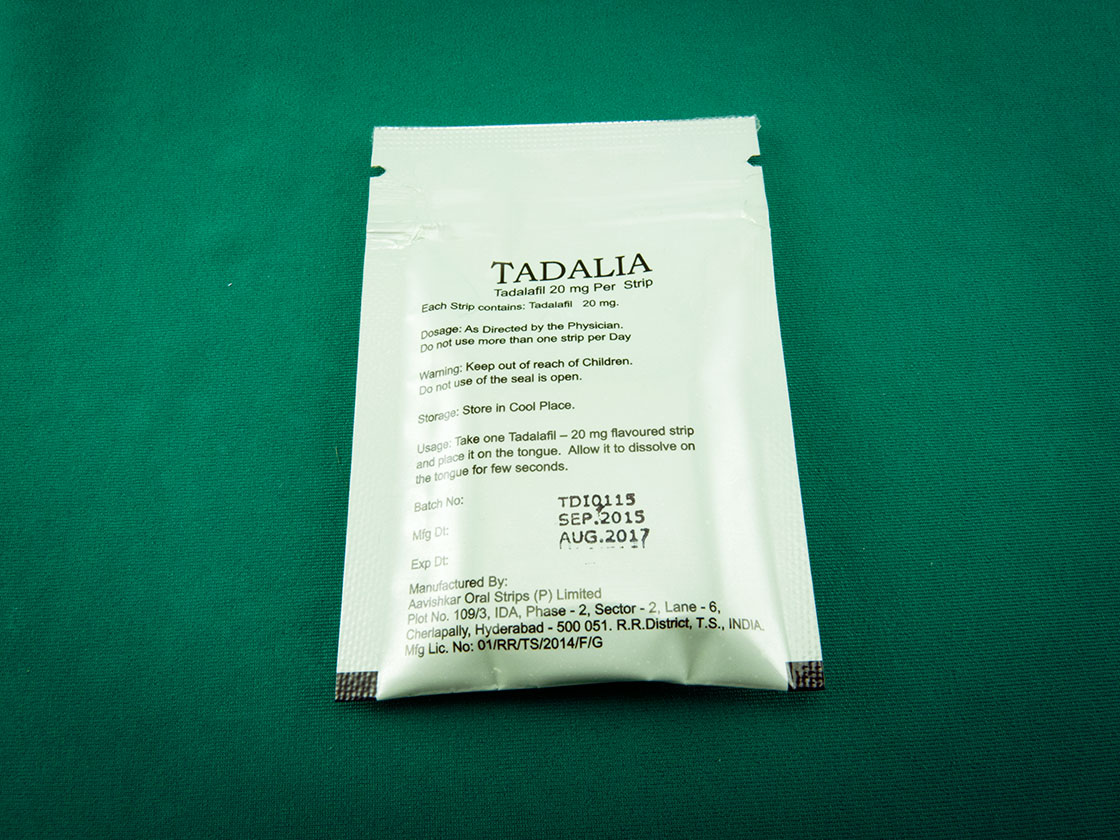 TADALIA
Tadalafil 20 mg Per Strip
Each Strip contains: Tadalafil 20 mg.
Dosage: As Directed by the Physician.
Do not use more than one strip per Day
Warning: Keep out of reach of Children.
Do not use of the seal is open.
Storage: Store in Cool Place.
Usage: Take one Tadalafil – 20 mg flavoured strip
and place it on the tongue. Allow it to dissolve on
the tongue for few seconds.
Batch No: TDI0115
Mfg Dt: SEP.2015
Exp Dt: AUG.2017
Manufactured By:
Aavishkar Oral Strips (P) Limited
Plot No. 109/3, IDA, Phase - 2, Sector - 2, Lane - 6,
Cherlapally, Hyderabad - 500 051. R.R.District, T.S., INDIA.
Mfg Lic. No: 01/RR/TS/2014/F/G